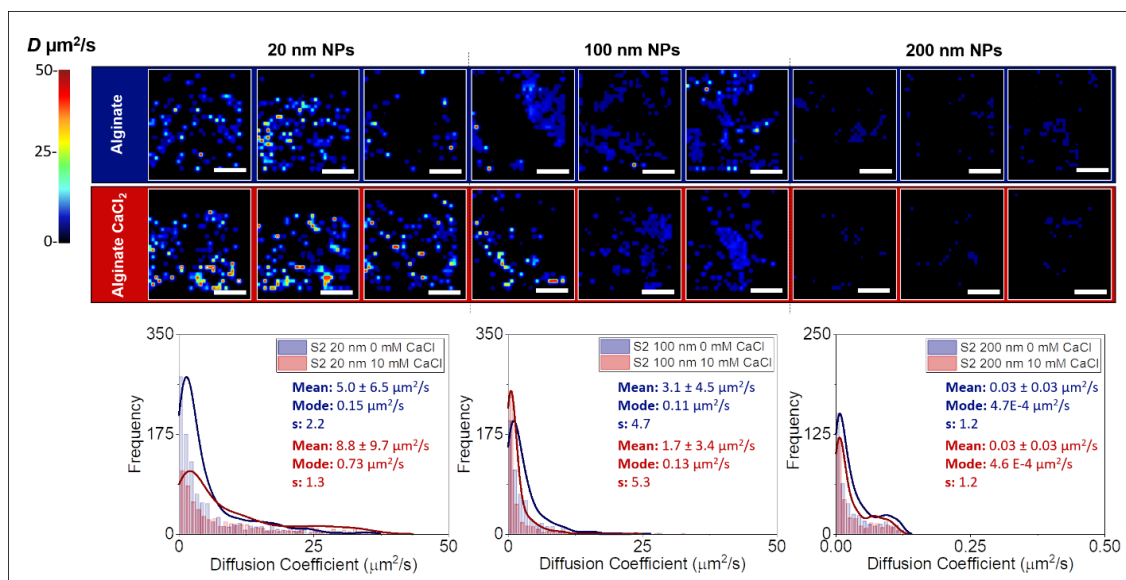 D μm²/s
20 nm NPs
100 nm NPs
200 nm NPs
50-
25-
0-
Alginate
Alginate CaCl₂
350
175
0
Frequency
S2 20 nm 0 mM CaCl
S2 20 nm 10 mM CaCl
Mean: 5.0 ± 6.5 μm²/s
Mode: 0.15 μm²/s
s: 2.2
Mean: 8.8 ± 9.7 μm²/s
Mode: 0.73 μm²/s
s: 1.3
0
25
50
Diffusion Coefficient (μm²/s)
350
175
0
Frequency
S2 100 nm 0 mM CaCl
S2 100 nm 10 mM CaCl
Mean: 3.1 ± 4.5 μm²/s
Mode: 0.11 μm²/s
s: 4.7
Mean: 1.7 ± 3.4 μm²/s
Mode: 0.13 μm²/s
s: 5.3
0
25
50
Diffusion Coefficient (μm²/s)
250
125
0
Frequency
S2 200 nm 0 mM CaCl
S2 200 nm 10 mM CaCl
Mean: 0.03 ± 0.03 μm²/s
Mode: 4.7E-4 μm²/s
s: 1.2
Mean: 0.03 ± 0.03 μm²/s
Mode: 4.6 E-4 μm²/s
s: 1.2
0.00
0.25
0.50
Diffusion Coefficient (μm²/s)